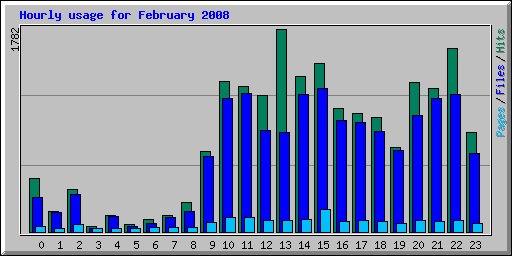 Hourly usage for February 2008
1782
Pages / Files / Hits
0 1 2 3 4 5 6 7 8 9 10 11 12 13 14 15 16 17 18 19 20 21 22 23